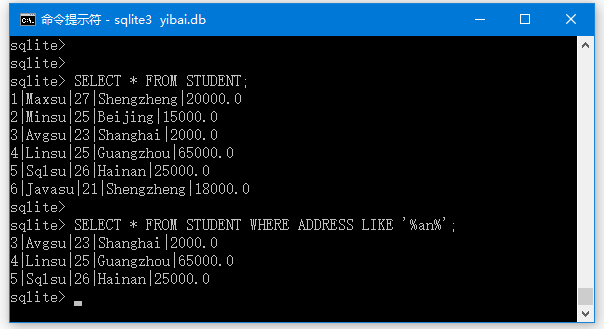 命令提示符 - sqlite3  yibai.db
sqlite>
sqlite>
sqlite> SELECT * FROM STUDENT;
1|Maxsu|27|Shengzheng|20000.0
2|Minsu|25|Beijing|15000.0
3|Avgsu|23|Shanghai|2000.0
4|Linsu|25|Guangzhou|65000.0
5|Sqlsu|26|Hainan|25000.0
6|Javasu|21|Shengzheng|18000.0
sqlite>
sqlite> SELECT * FROM STUDENT WHERE ADDRESS LIKE '%an%';
3|Avgsu|23|Shanghai|2000.0
4|Linsu|25|Guangzhou|65000.0
5|Sqlsu|26|Hainan|25000.0
sqlite>